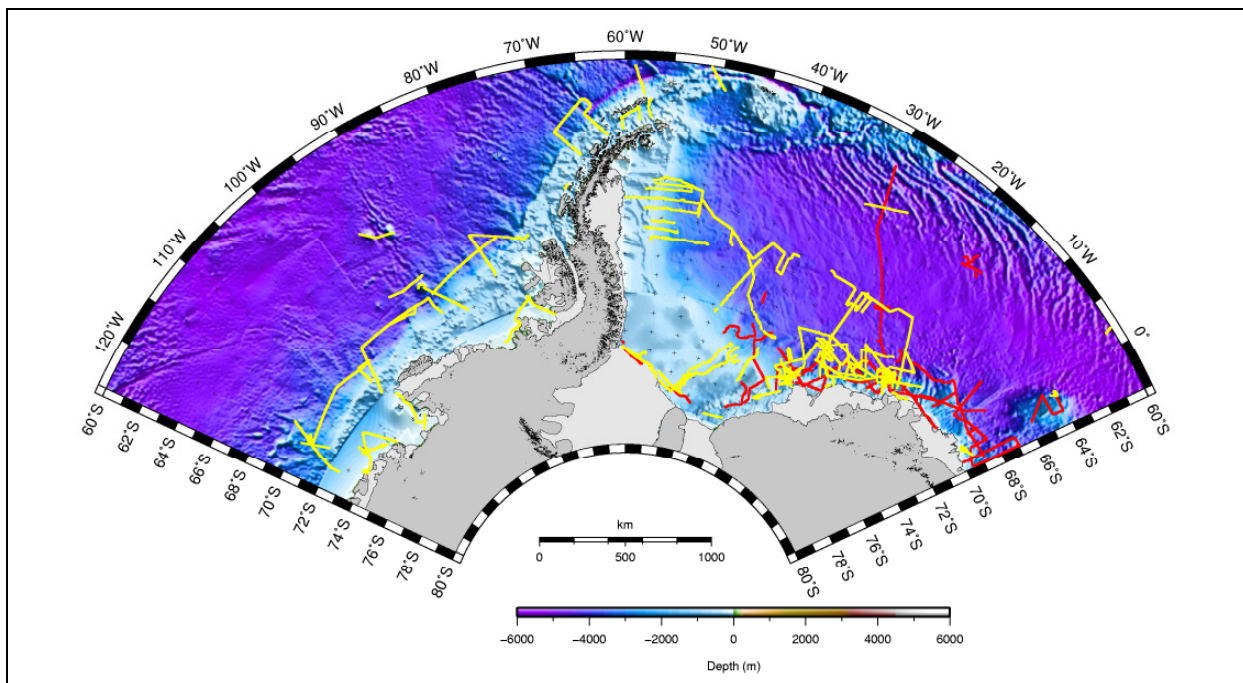 60°W
70°W
50°W
80°W
40°W
90°W
30°W
100°W
20°W
110°W
10°W
120°W
0°
60°S
62°S
64°S
66°S
68°S
70°S
72°S
74°S
76°S
78°S
80°S
60°S
62°S
64°S
66°S
68°S
70°S
72°S
74°S
76°S
78°S
80°S
km
0 500 1000
−6000 −4000 −2000 0 2000 4000 6000
Depth (m)